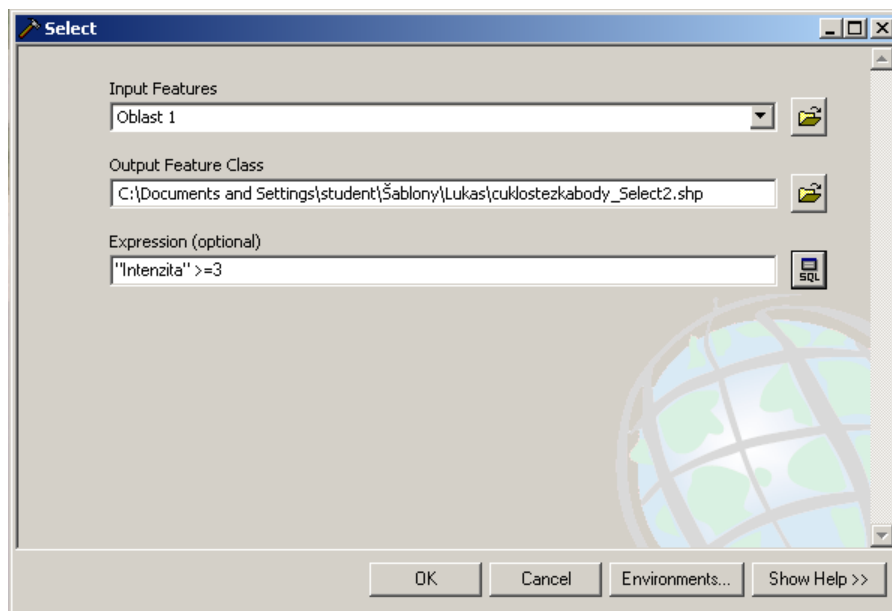 Select
Input Features
Oblast 1
Output Feature Class
C:\Documents and Settings\student\Šablony\Lukas\cuklostezkabody_Select2.shp
Expression (optional)
"Intenzita" >=3
SQL
OK Cancel Environments... Show Help >>